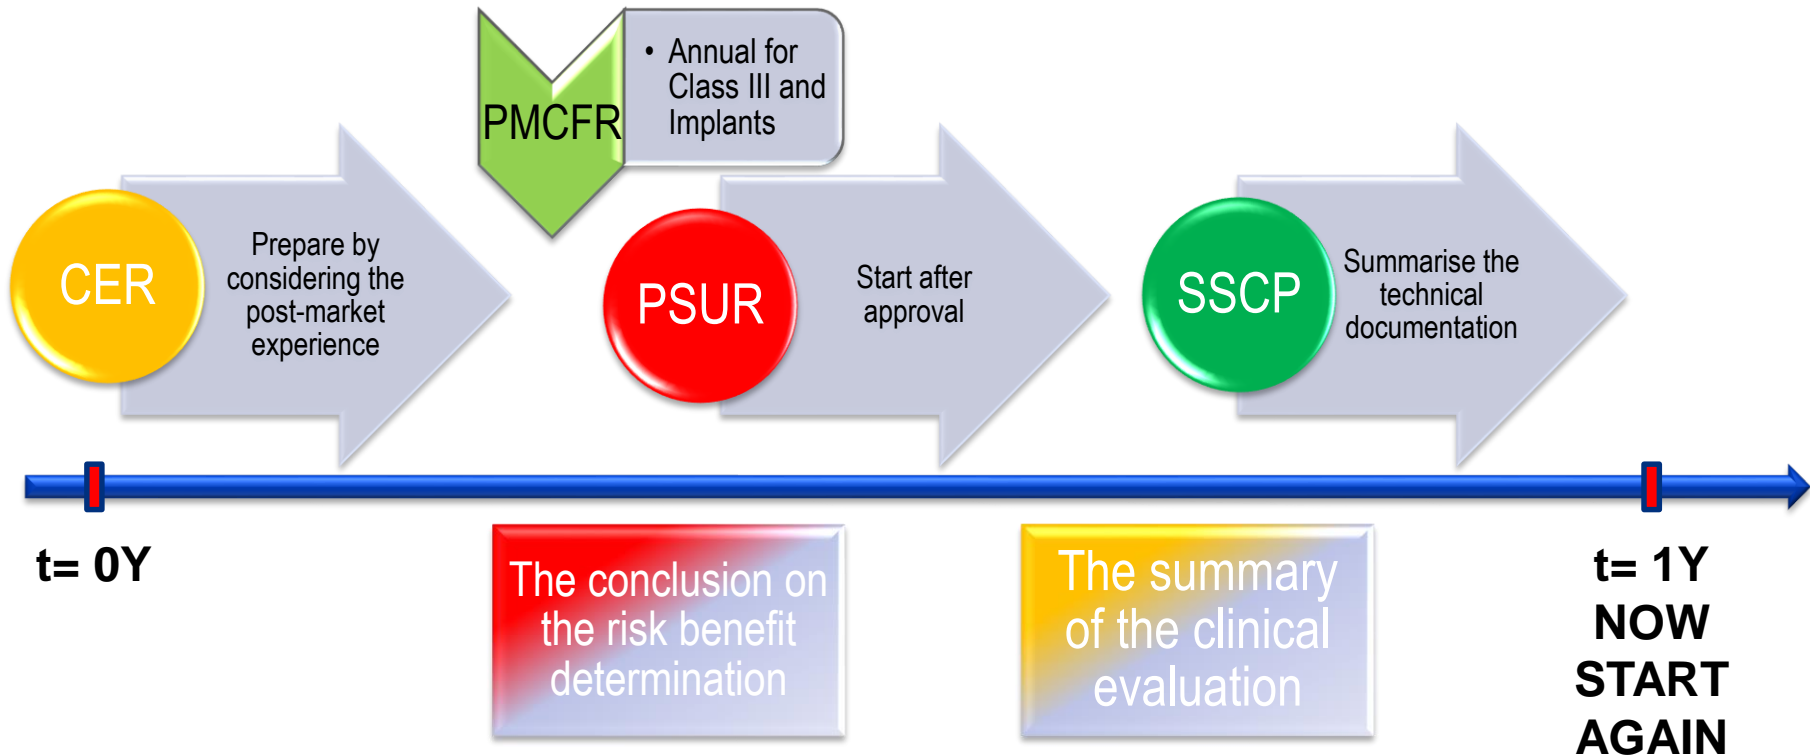 PMCFR
• Annual for
Class III and
Implants
CER
Prepare by
considering the
post-market
experience
PSUR
Start after
approval
SSCP
Summarise the
technical
documentation
t= 0Y
The conclusion on
the risk benefit
determination
The summary
of the clinical
evaluation
t= 1Y
NOW
START
AGAIN